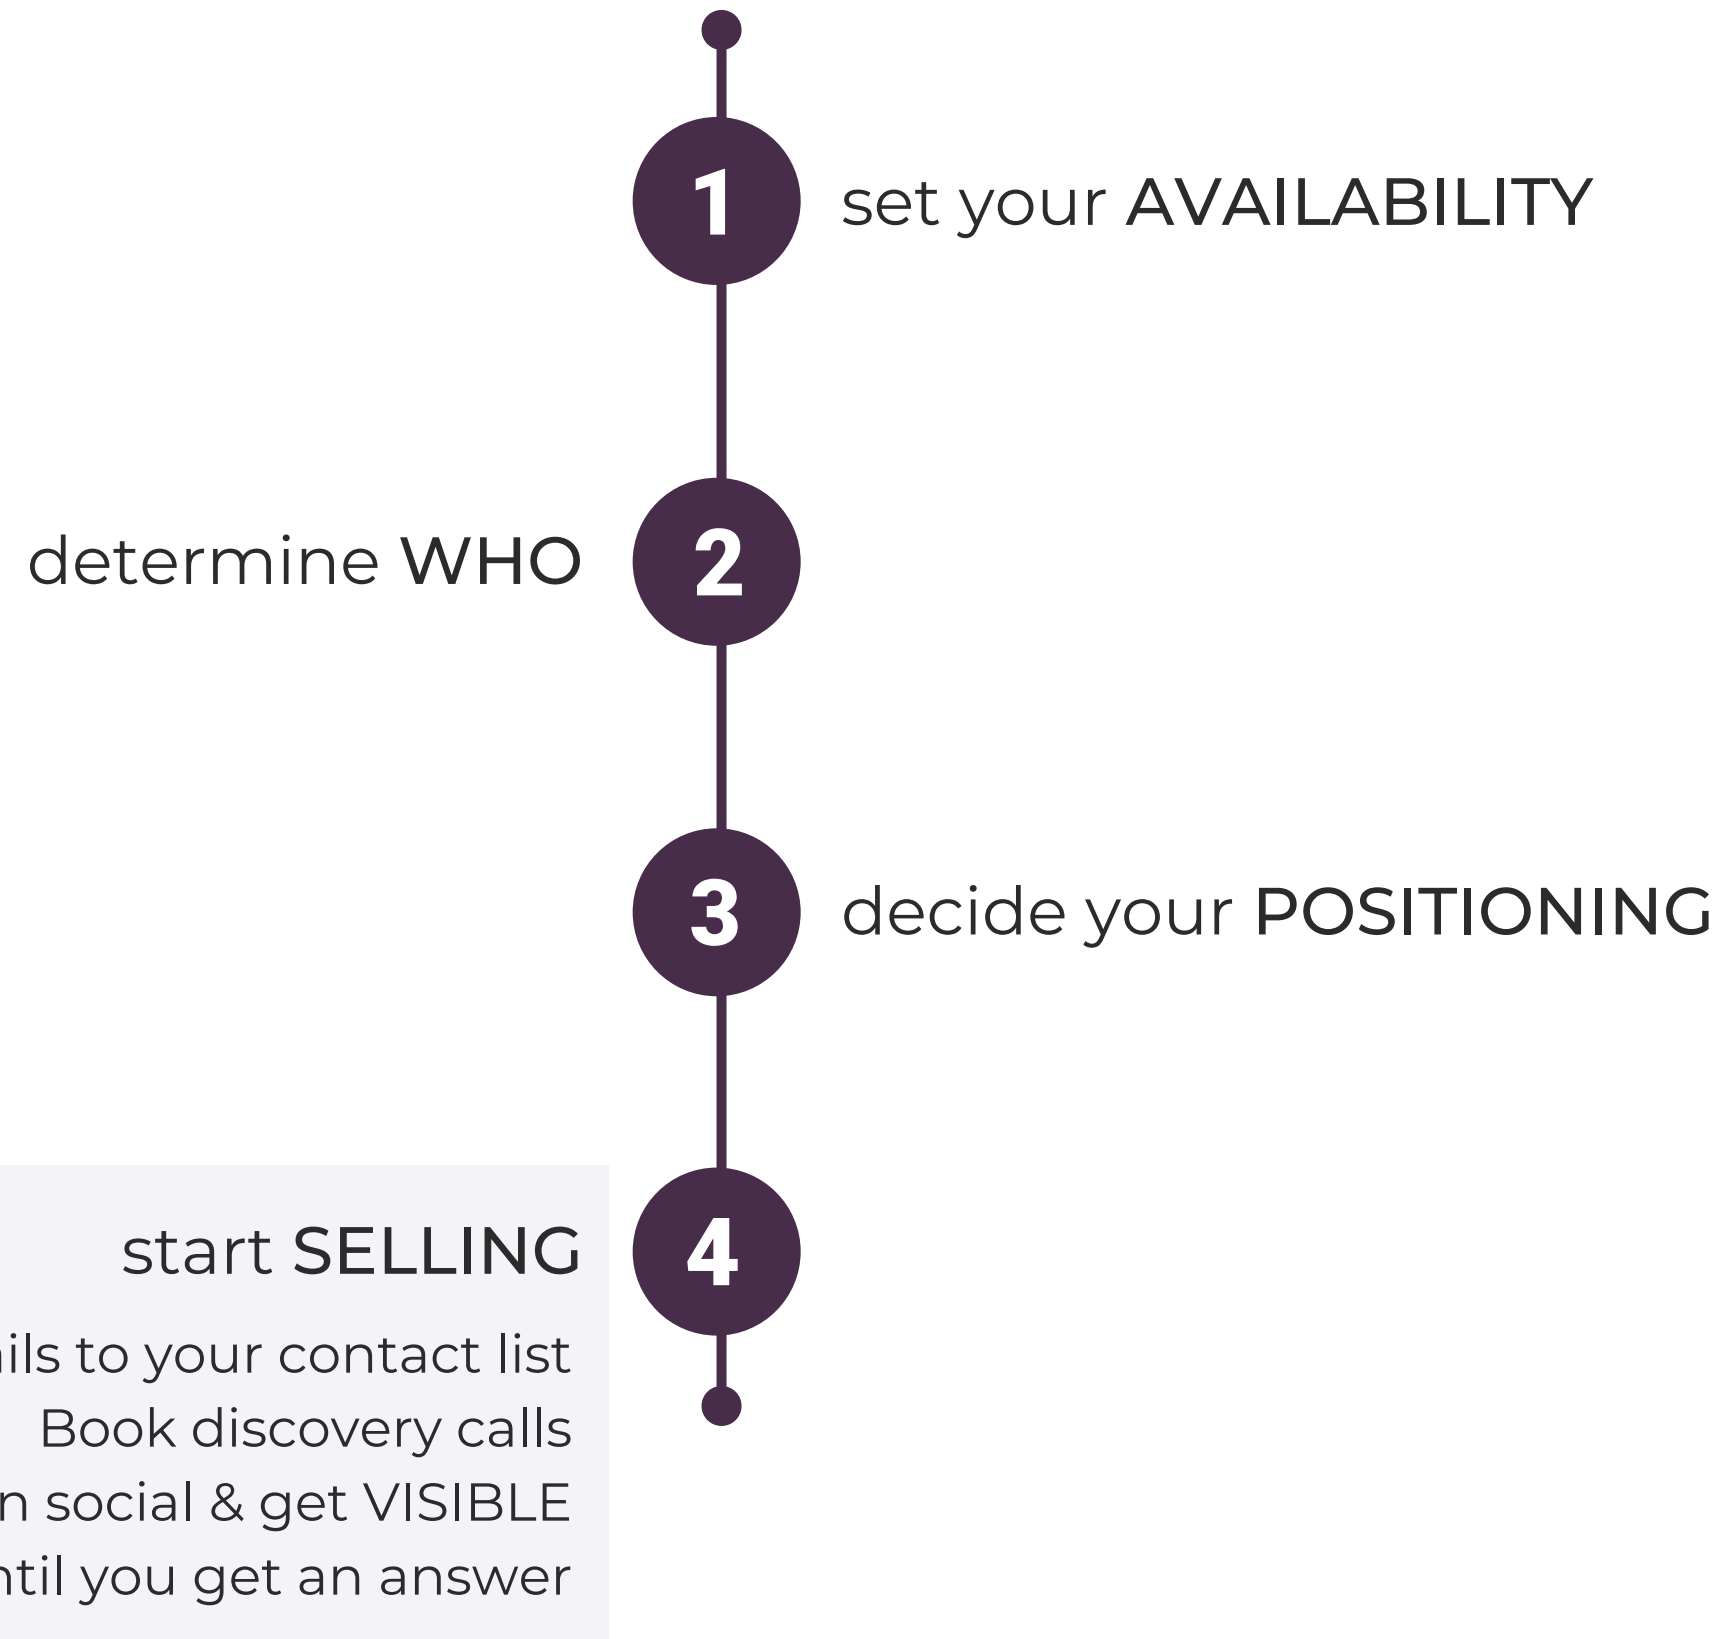 1
set your AVAILABILITY
determine WHO
2
3
decide your POSITIONING
4
start SELLING
to your contact list
Book discovery calls
social & get VISIBLE
you get an answer